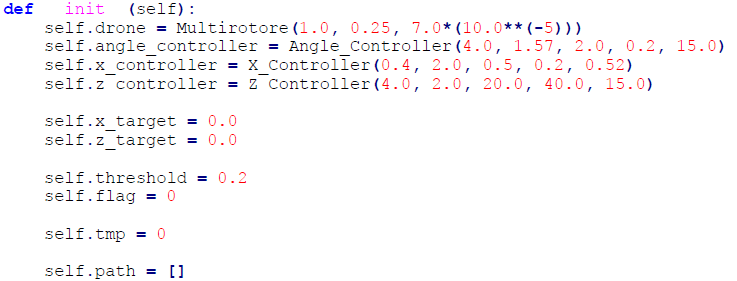 def __init__(self):
    self.drone = Multirotore(1.0, 0.25, 7.0*(10.0**(-5)))
    self.angle_controller = Angle_Controller(4.0, 1.57, 2.0, 0.2, 15.0)
    self.x_controller = X_Controller(0.4, 2.0, 0.5, 0.2, 0.52)
    self.z_controller = Z_Controller(4.0, 2.0, 20.0, 40.0, 15.0)
    self.x_target = 0.0
    self.z_target = 0.0
    self.threshold = 0.2
    self.flag = 0
    self.tmp = 0
    self.path = []